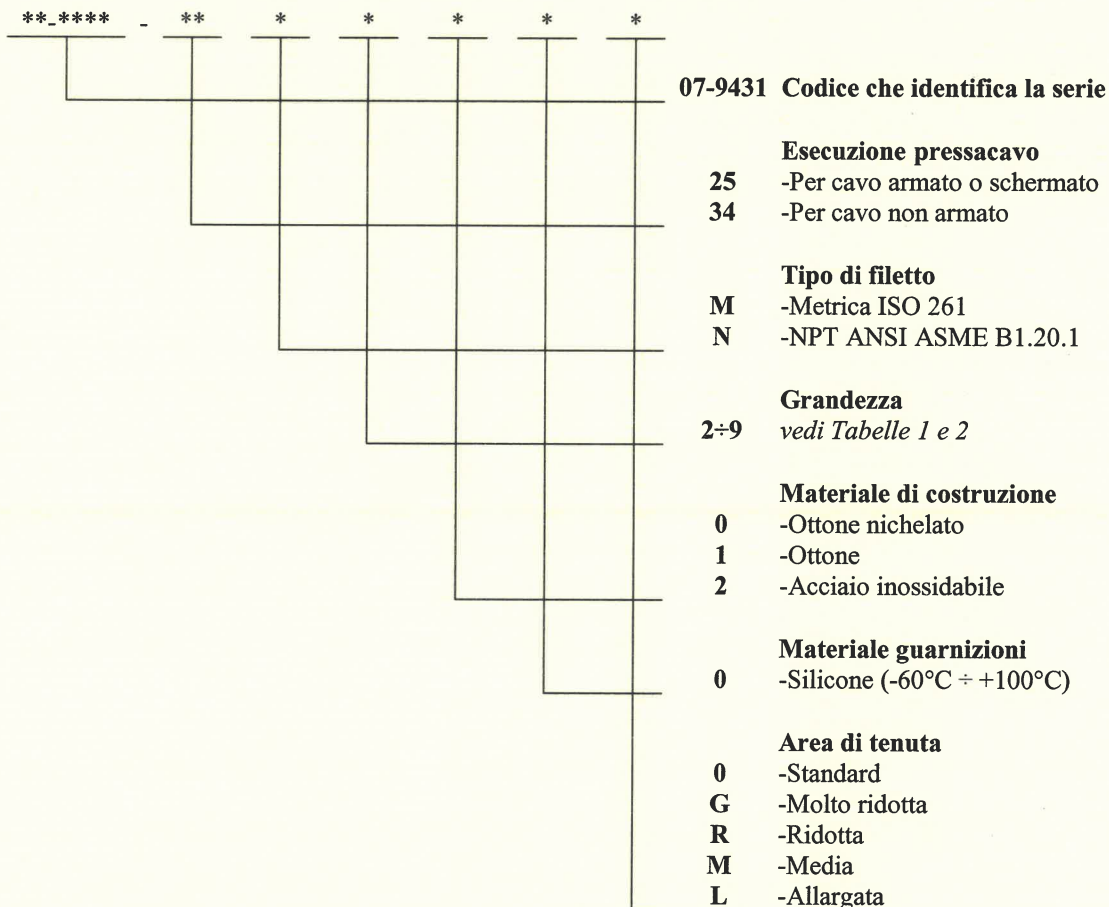 **-**** - ** * * * * *
07-9431 Codice che identifica la serie
Esecuzione pressacavo
25 -Per cavo armato o schermato
34 -Per cavo non armato
Tipo di filetto
M -Metrica ISO 261
N -NPT ANSI ASME B1.20.1
Grandezza
2÷9 vedi Tabelle 1 e 2
Materiale di costruzione
0 -Ottone nichelato
1 -Ottone
2 -Acciaio inossidabile
Materiale guarnizioni
0 -Silicone (-60°C ÷ +100°C)
Area di tenuta
0 -Standard
G -Molto ridotta
R -Ridotta
M -Media
L -Allargata